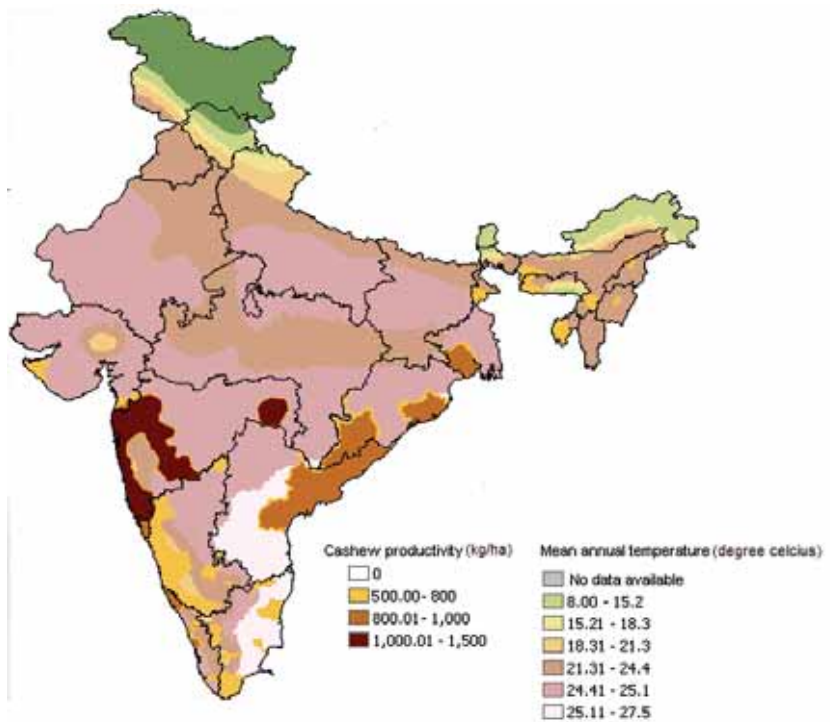 Cashew productivity (kg/ha)
0
500.00- 800
800.01- 1,000
1,000.01 - 1,500
Mean annual temperature (degree celcius)
No data available
8.00 - 15.2
15.21 - 18.3
18.31 - 21.3
21.31 - 24.4
24.41 - 25.1
25.11 - 27.5